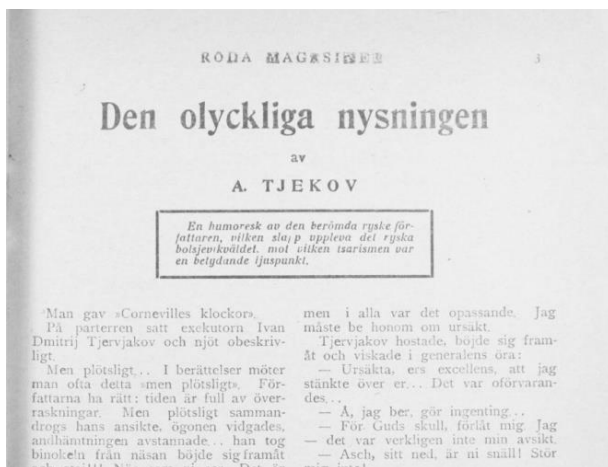 RÖDA MAGASINET 3
Den olyckliga nysningen
av
A. TJEKOV
En humoresk av den berömda ryske för-
fattaren, vilken slapp uppleva det ryska
bolsjevikväldet, mot vilken tsarismen var
en betydande ljuspunkt.
Man gav »Cornevilles klockor».
På parterren satt exekutorn Ivan
Dmitrij Tjervjakov och njöt obeskriv-
ligt.
Men plötsligt... I berättelser möter
man ofta detta »men plötsligt». För-
fattarna ha rätt: tiden är full av över-
raskningar. Men plötsligt samman-
drogs hans ansikte, ögonen vidgades,
andhämtningen avstannade... han tog
binokeln från näsan böjde sig framåt
men i alla var det opassande. Jag
måste be honom om ursäkt.
Tjervjakov hostade, böjde sig fram-
åt och viskade i generalens öra:
— Ursäkta, ers excellens, att jag
stänkte över er... Det var oförvaran-
des...
— Å, jag ber, gör ingenting...
— För Guds skull, förlåt mig. Jag
— det var verkligen inte min avsikt.
— Asch, sitt ned, är ni snäll! Stör